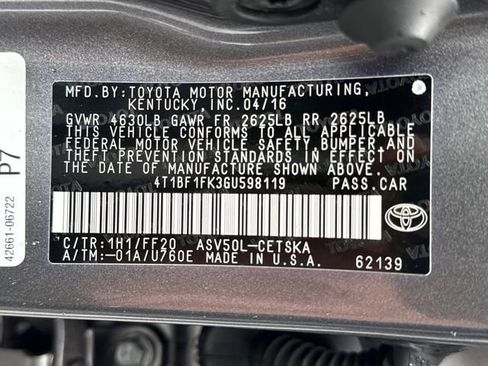 MFD.BY:TOYOTA MOTOR MANUFACTURING,
KENTUCKY, INC.04/16
GVWR 4630LB GAWR FR 2625LB RR 2625LB
THIS VEHICLE CONFORMS TO ALL APPLICABLE
FEDERAL MOTOR VEHICLE SAFETY, BUMPER, AND
THEFT PREVENTION STANDARDS IN EFFECT ON
THE DATE OF MANUFACTURE SHOWN ABOVE.
4T1BF1FK3GU598119 PASS.CAR
C/TR:1H1/FF20 ASV50L-CETSKA
A/TM:-01A/U760E MADE IN U.S.A. 62139
TOYOTA
42661-06722
P7